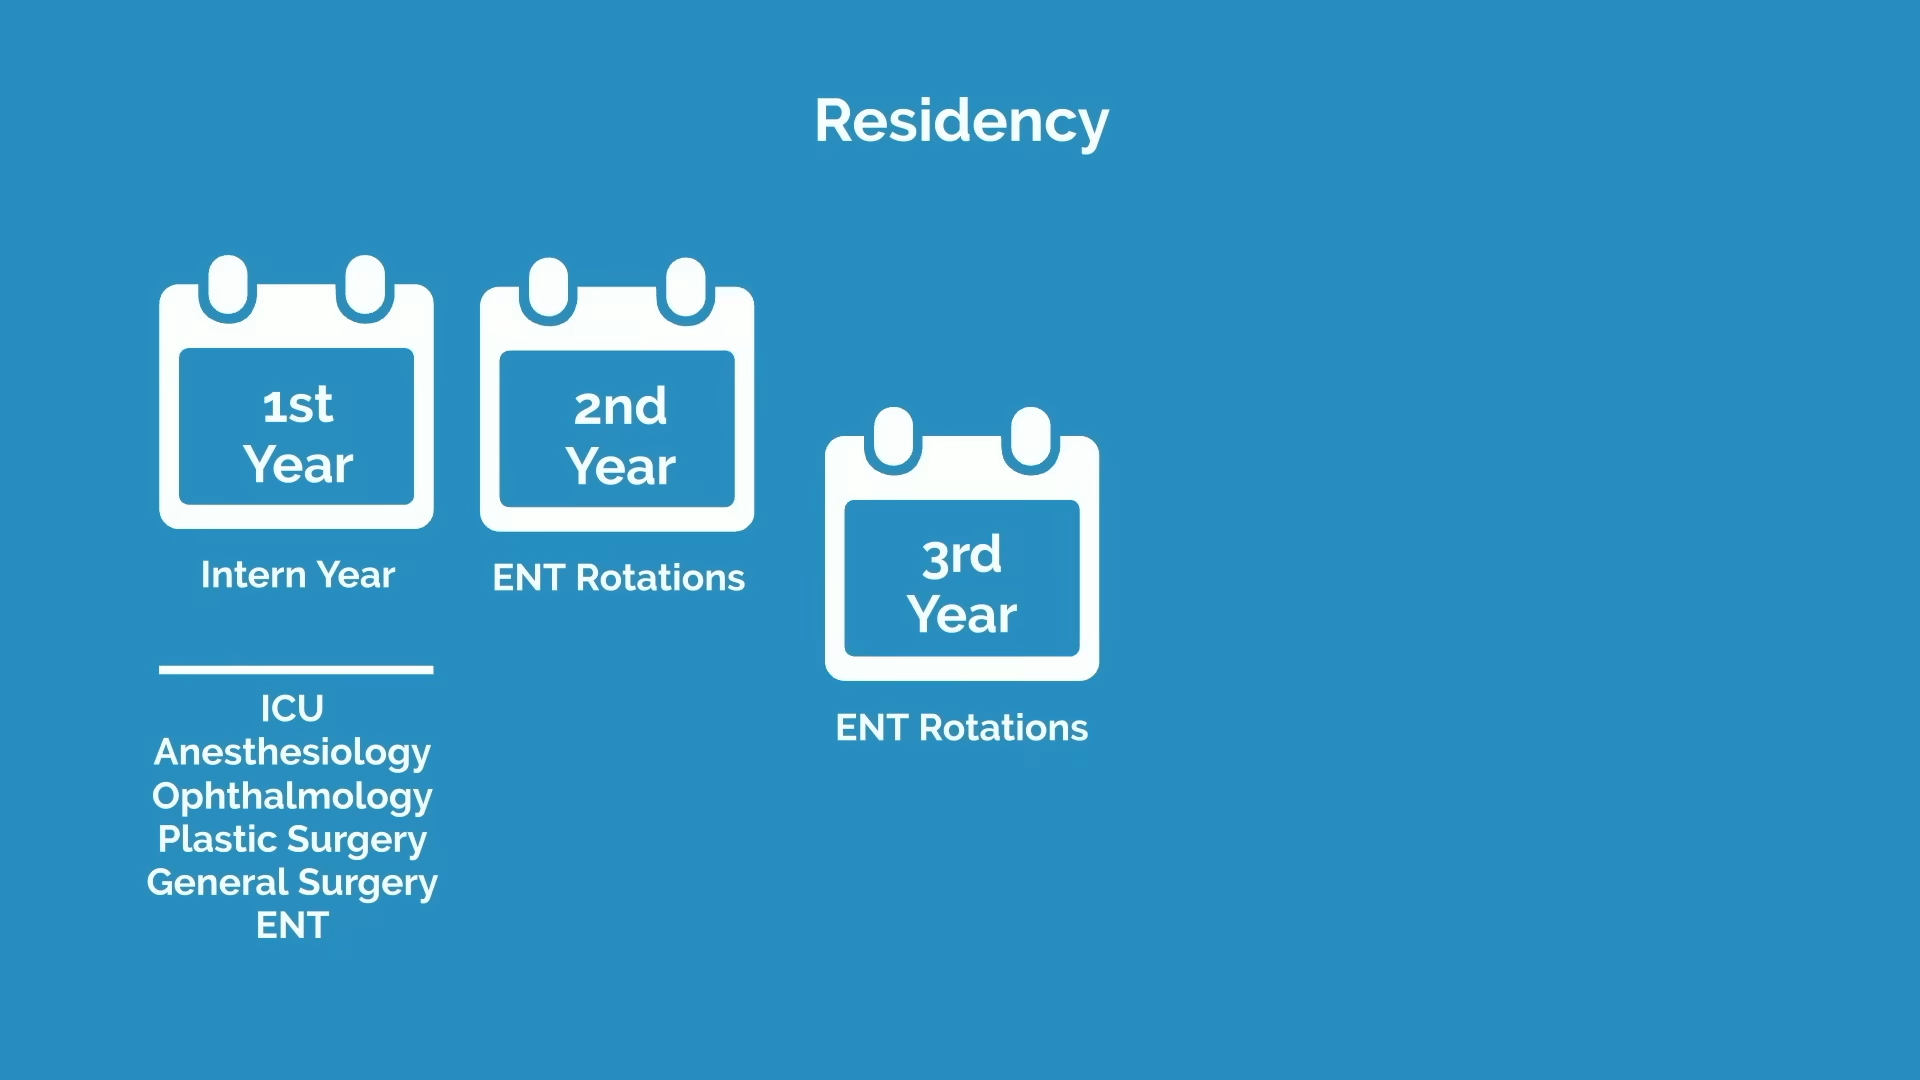 Residency
1st
Year
Intern Year
ICU
Anesthesiology
Ophthalmology
Plastic Surgery
General Surgery
ENT
2nd
Year
ENT Rotations
3rd
Year
ENT Rotations